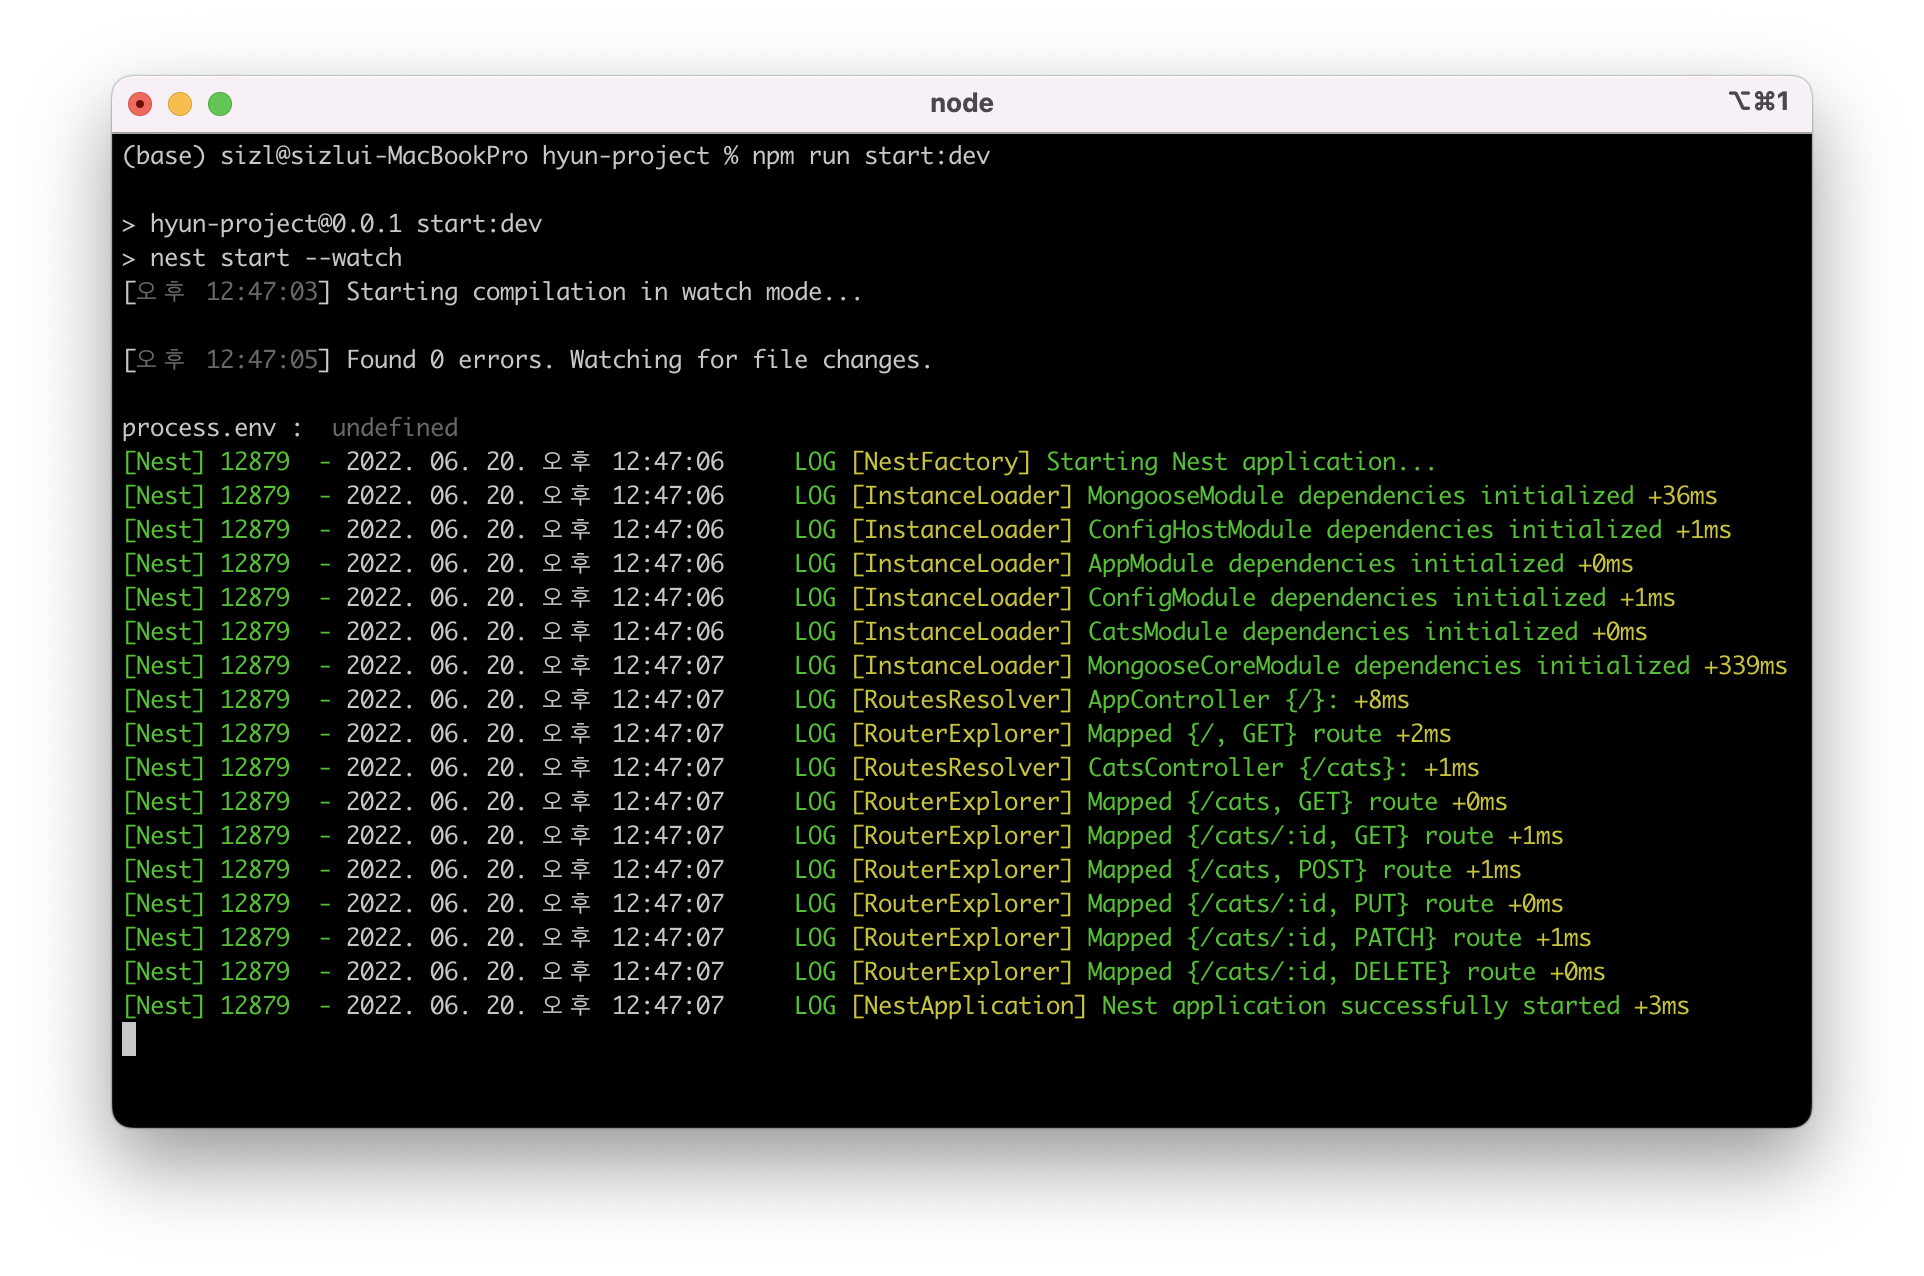 node
⌥⌘1
(base) sizl@sizlui-MacBookPro hyun-project % npm run start:dev
> hyun-project@0.0.1 start:dev
> nest start --watch
[오후 12:47:03] Starting compilation in watch mode...
[오후 12:47:05] Found 0 errors. Watching for file changes.
process.env :  undefined
[Nest] 12879  - 2022. 06. 20. 오후 12:47:06     LOG [NestFactory] Starting Nest application...
[Nest] 12879  - 2022. 06. 20. 오후 12:47:06     LOG [InstanceLoader] MongooseModule dependencies initialized +36ms
[Nest] 12879  - 2022. 06. 20. 오후 12:47:06     LOG [InstanceLoader] ConfigHostModule dependencies initialized +1ms
[Nest] 12879  - 2022. 06. 20. 오후 12:47:06     LOG [InstanceLoader] AppModule dependencies initialized +0ms
[Nest] 12879  - 2022. 06. 20. 오후 12:47:06     LOG [InstanceLoader] ConfigModule dependencies initialized +1ms
[Nest] 12879  - 2022. 06. 20. 오후 12:47:06     LOG [InstanceLoader] CatsModule dependencies initialized +0ms
[Nest] 12879  - 2022. 06. 20. 오후 12:47:07     LOG [InstanceLoader] MongooseCoreModule dependencies initialized +339ms
[Nest] 12879  - 2022. 06. 20. 오후 12:47:07     LOG [RoutesResolver] AppController {/}: +8ms
[Nest] 12879  - 2022. 06. 20. 오후 12:47:07     LOG [RouterExplorer] Mapped {/, GET} route +2ms
[Nest] 12879  - 2022. 06. 20. 오후 12:47:07     LOG [RoutesResolver] CatsController {/cats}: +1ms
[Nest] 12879  - 2022. 06. 20. 오후 12:47:07     LOG [RouterExplorer] Mapped {/cats, GET} route +0ms
[Nest] 12879  - 2022. 06. 20. 오후 12:47:07     LOG [RouterExplorer] Mapped {/cats/:id, GET} route +1ms
[Nest] 12879  - 2022. 06. 20. 오후 12:47:07     LOG [RouterExplorer] Mapped {/cats, POST} route +1ms
[Nest] 12879  - 2022. 06. 20. 오후 12:47:07     LOG [RouterExplorer] Mapped {/cats/:id, PUT} route +0ms
[Nest] 12879  - 2022. 06. 20. 오후 12:47:07     LOG [RouterExplorer] Mapped {/cats/:id, PATCH} route +1ms
[Nest] 12879  - 2022. 06. 20. 오후 12:47:07     LOG [RouterExplorer] Mapped {/cats/:id, DELETE} route +0ms
[Nest] 12879  - 2022. 06. 20. 오후 12:47:07     LOG [NestApplication] Nest application successfully started +3ms